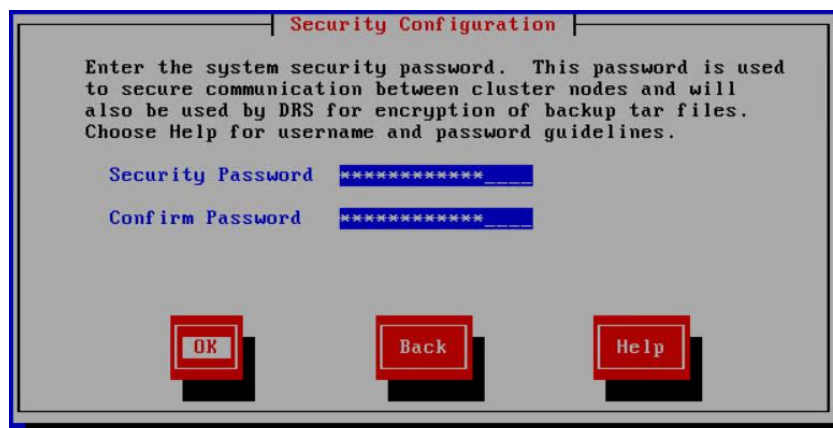 Security Configuration
Enter the system security password.  This password is used
to secure communication between cluster nodes and will
also be used by DRS for encryption of backup tar files.
Choose Help for username and password guidelines.
Security Password ************____
Confirm Password ************____
OK Back Help